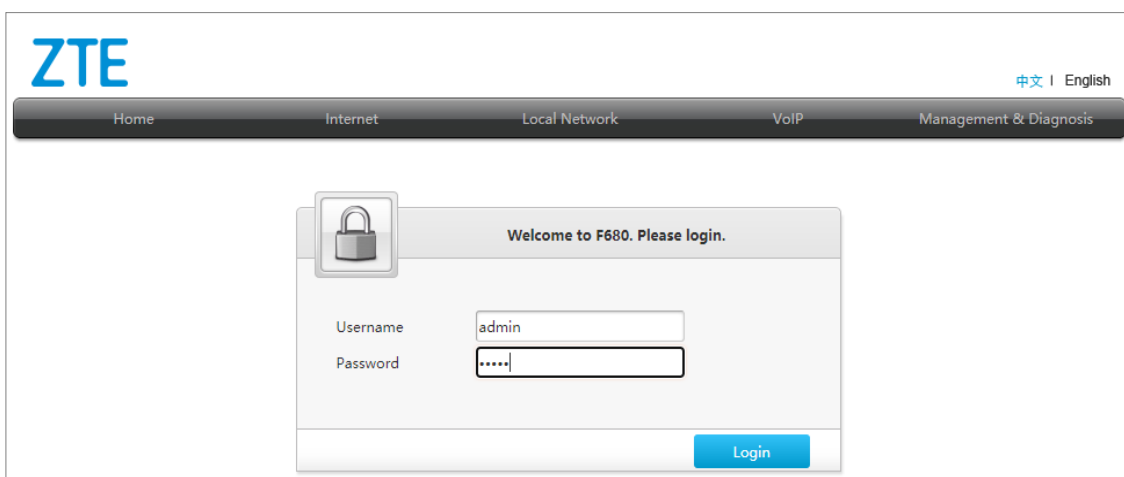 ZTE
中文 | English
Home Internet Local Network VoIP Management & Diagnosis
Welcome to F680. Please login.
Username admin
Password •••••
Login